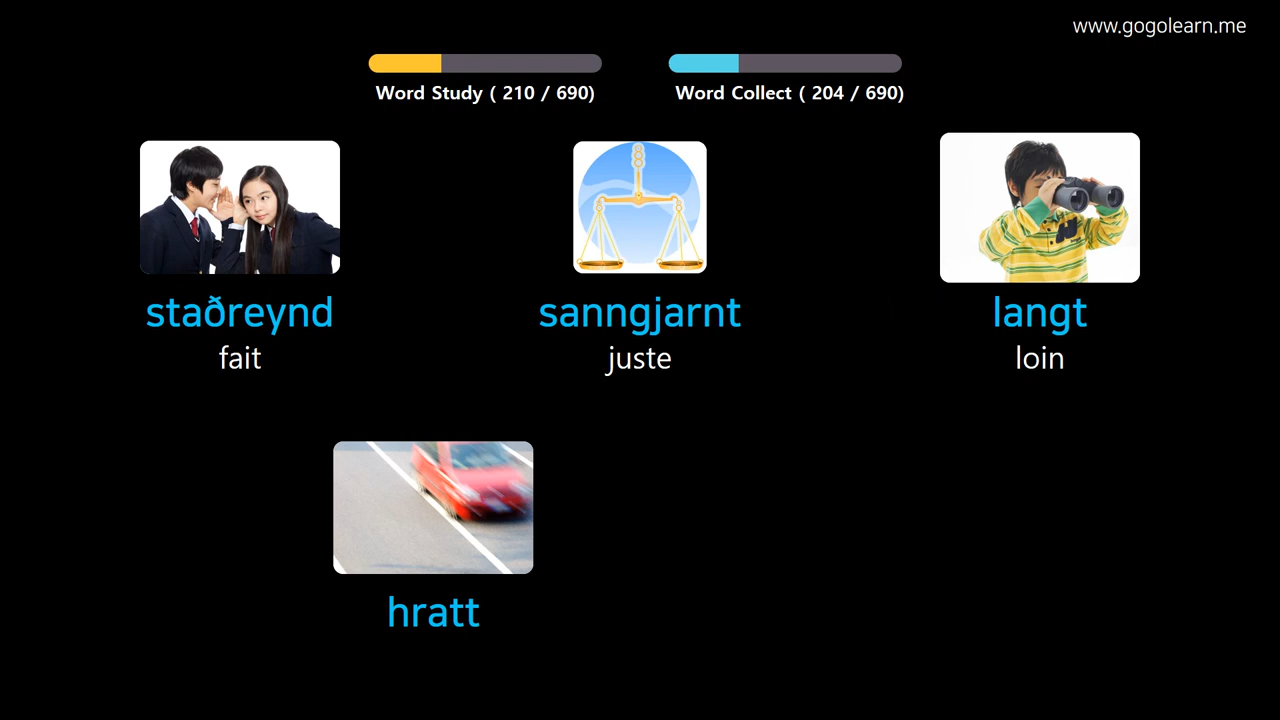 www.gogolearn.me
Word Study ( 210 / 690)
Word Collect ( 204 / 690)
staðreynd
fait
sanngjarnt
juste
langt
loin
hratt